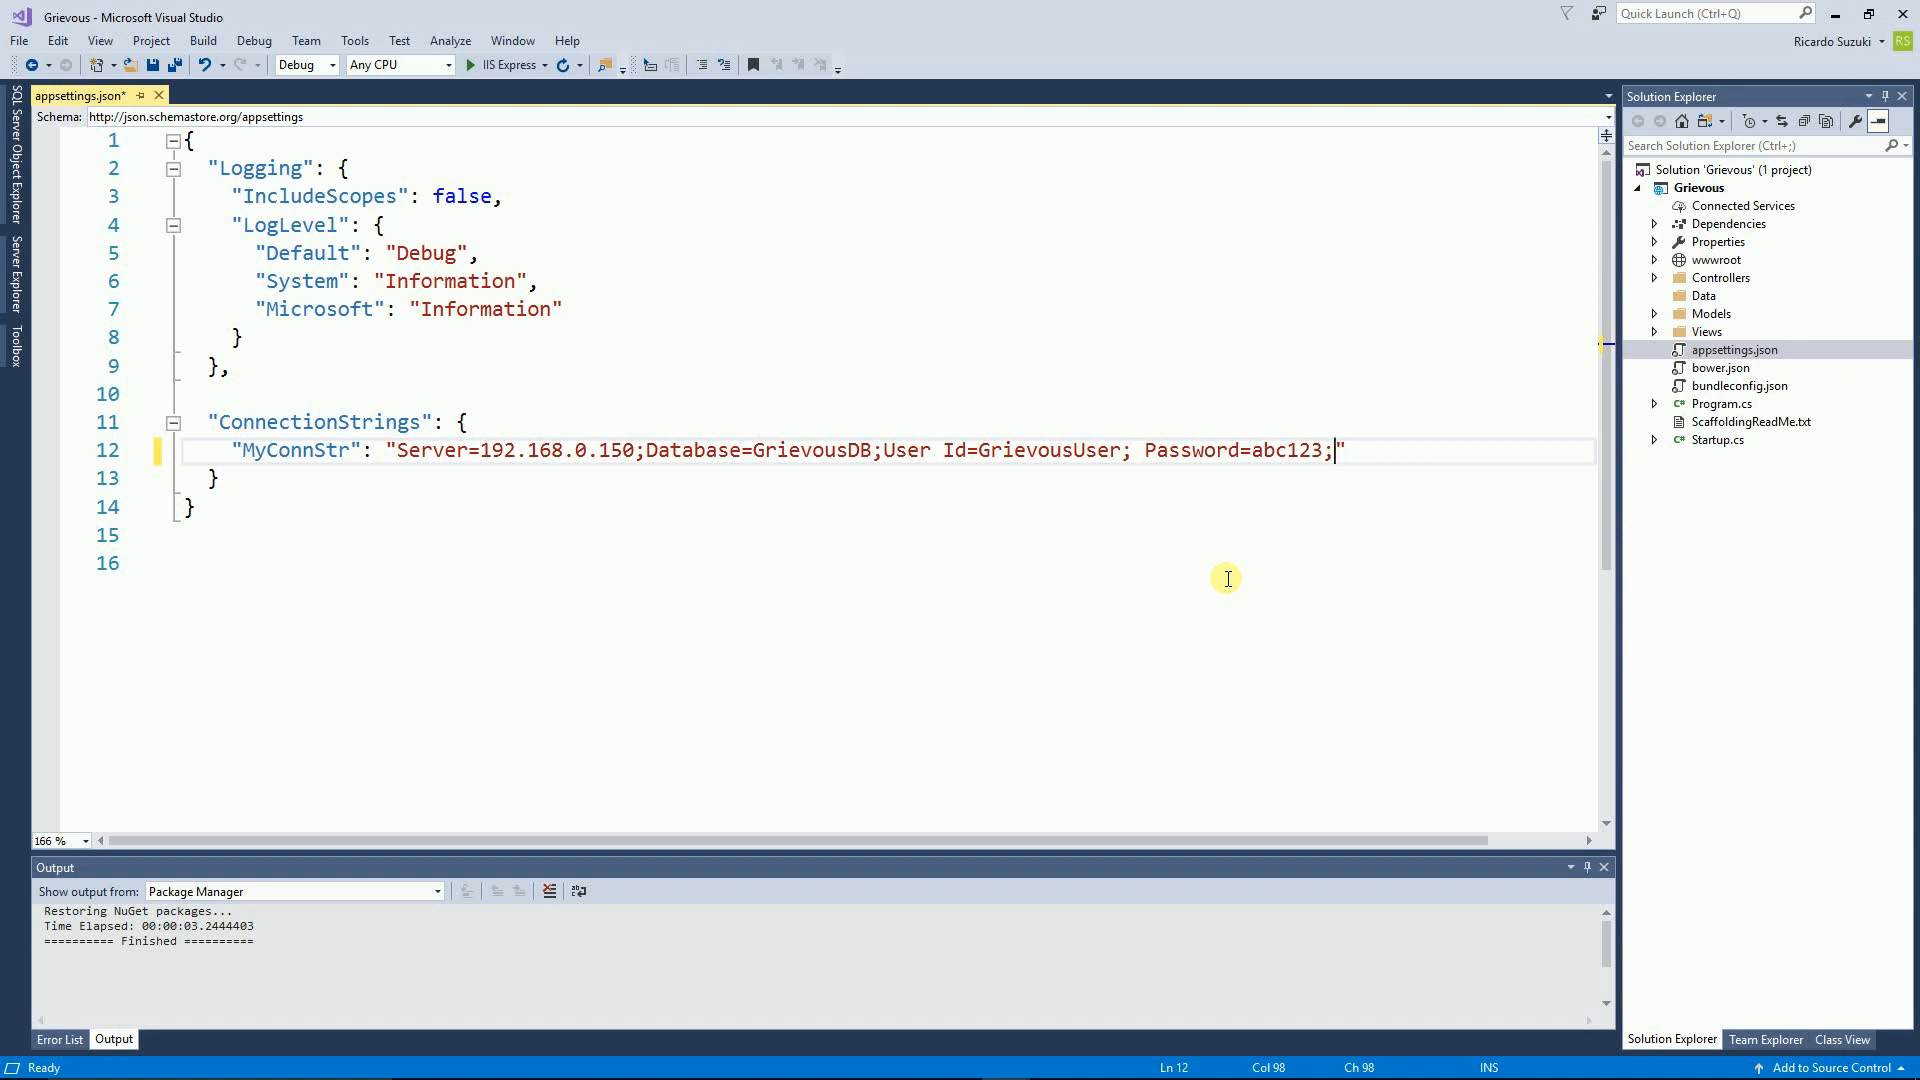 Grievous - Microsoft Visual Studio
Quick Launch (Ctrl+Q)
File Edit View Project Build Debug Team Tools Test Analyze Window Help
Ricardo Suzuki RS
Debug Any CPU IIS Express
SQL Server Object Explorer
Server Explorer
Toolbox
appsettings.json*
Schema: http://json.schemastore.org/appsettings
1 {
2 "Logging": {
3 "IncludeScopes": false,
4 "LogLevel": {
5 "Default": "Debug",
6 "System": "Information",
7 "Microsoft": "Information"
8 }
9 },
10
11 "ConnectionStrings": {
12 "MyConnStr": "Server=192.168.0.150;Database=GrievousDB;User Id=GrievousUser; Password=abc123;"
13 }
14 }
15
16
166 %
Output
Show output from: Package Manager
Restoring NuGet packages...
Time Elapsed: 00:00:03.2444403
========== Finished ==========
Error List Output
Solution Explorer
Search Solution Explorer (Ctrl+;)
Solution 'Grievous' (1 project)
Grievous
Connected Services
Dependencies
Properties
wwwroot
Controllers
Data
Models
Views
appsettings.json
bower.json
bundleconfig.json
C# Program.cs
ScaffoldingReadMe.txt
C# Startup.cs
Solution Explorer Team Explorer Class View
Ready Ln 12 Col 98 Ch 98 INS Add to Source Control